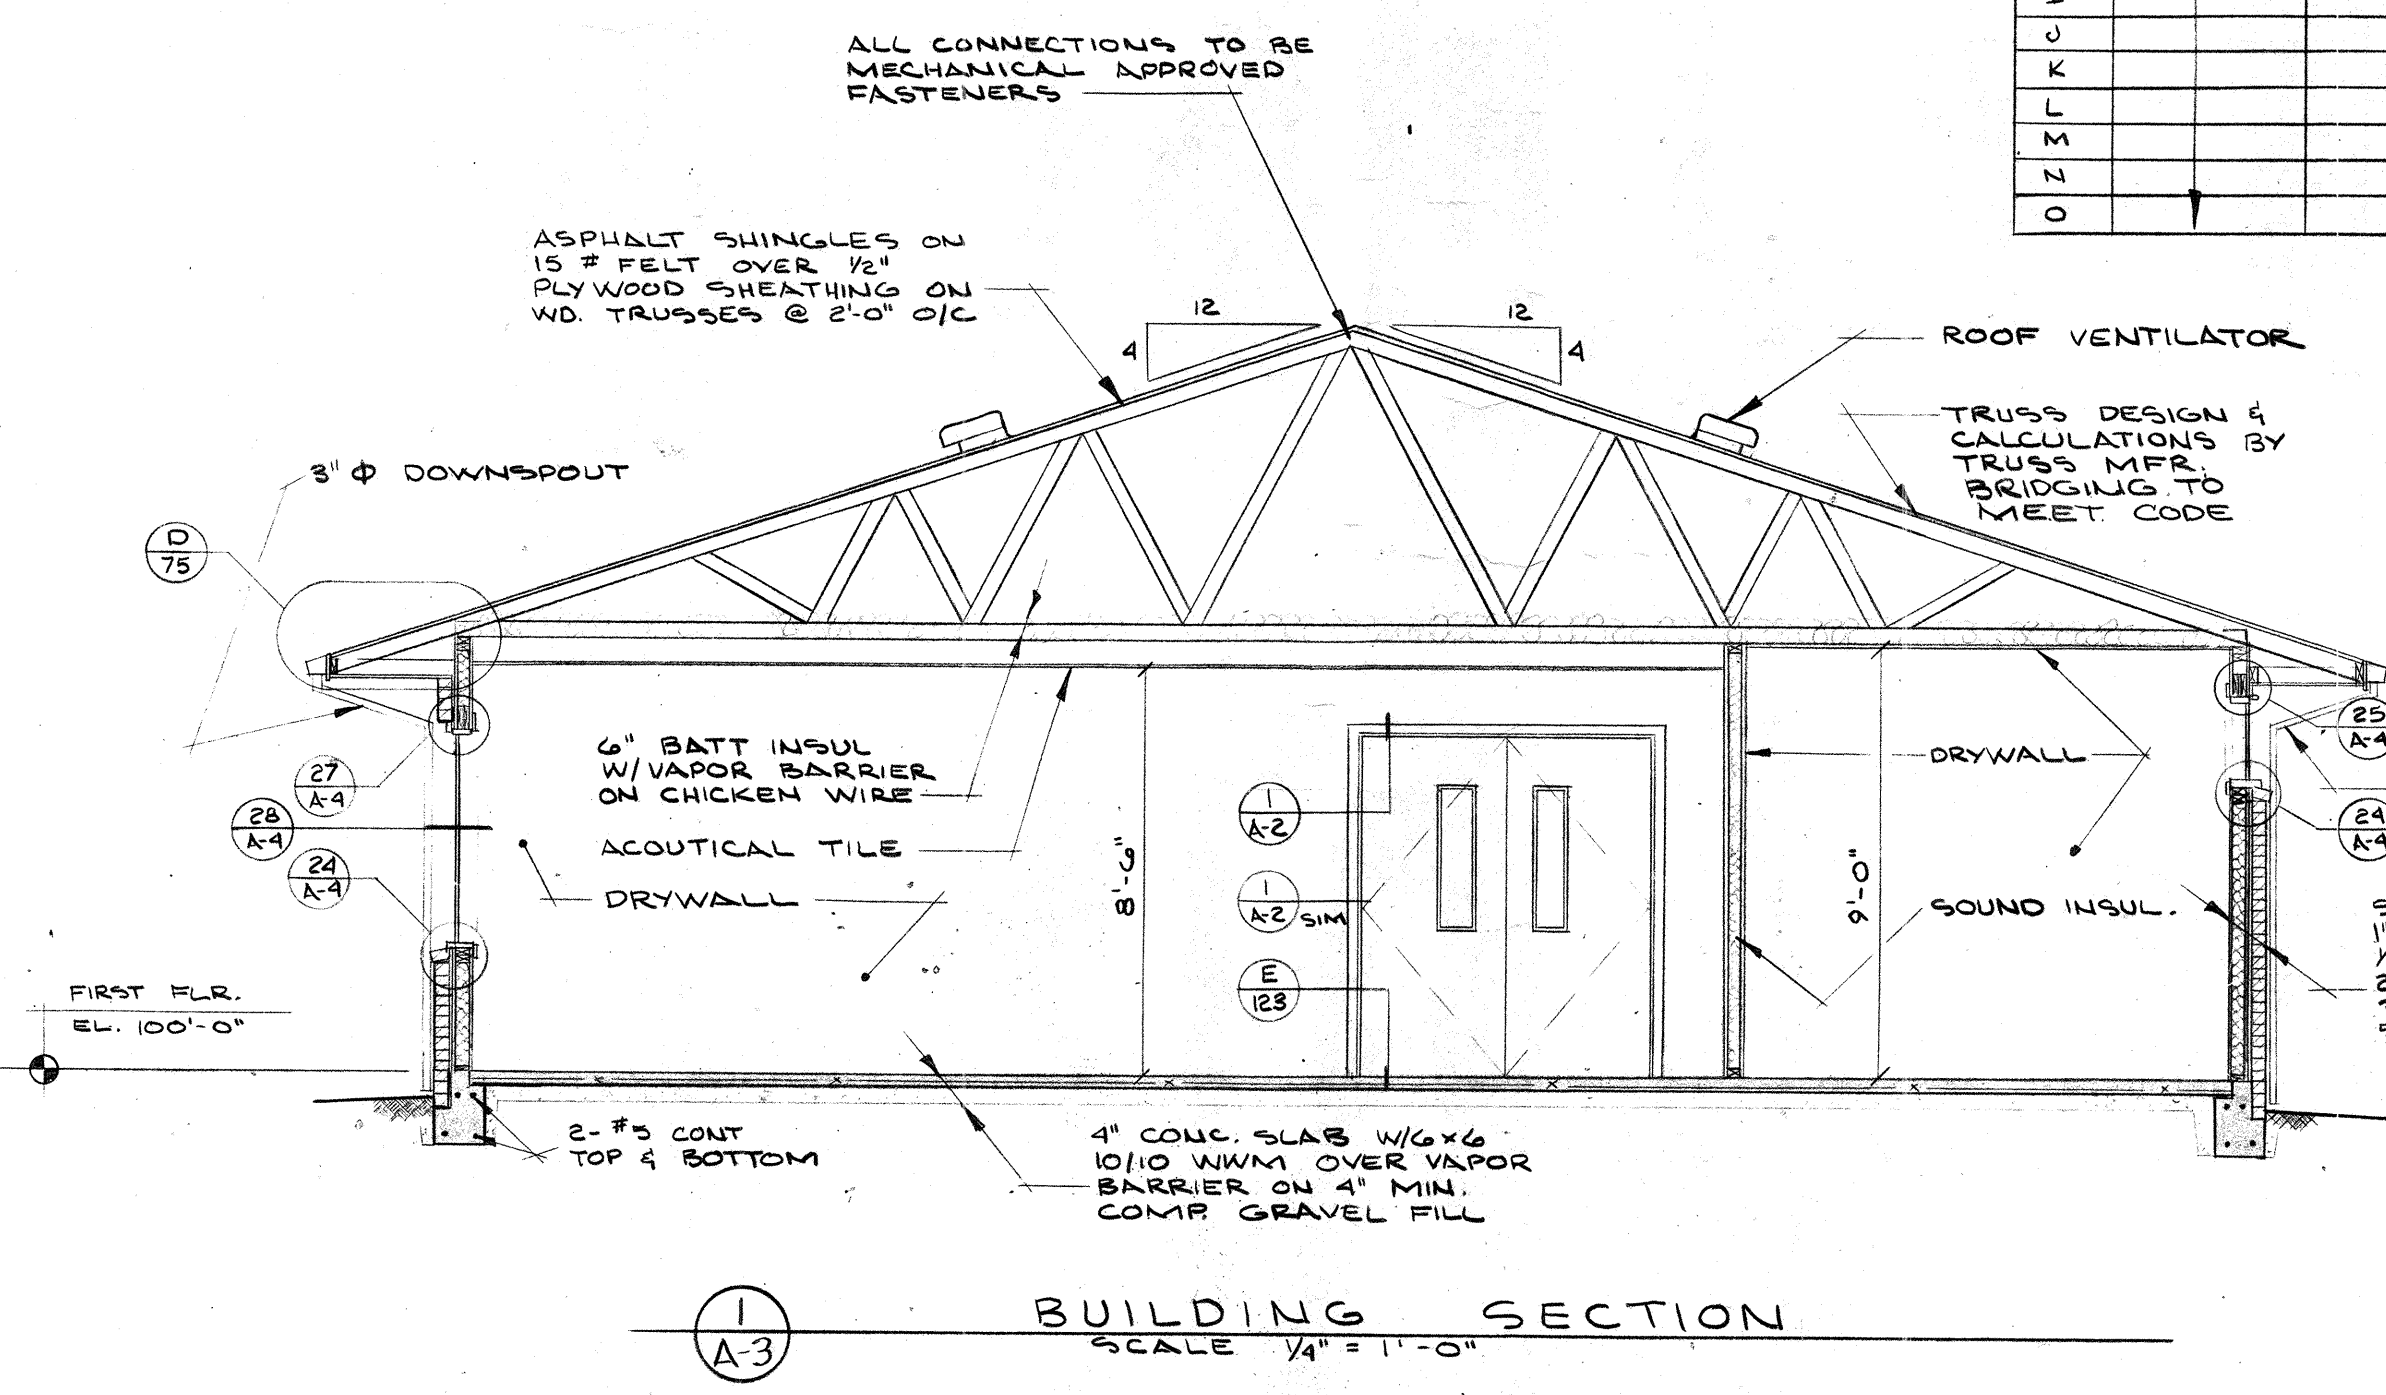 J
K
L
M
N
O
ALL CONNECTIONS TO BE
MECHANICAL APPROVED
FASTENERS
ASPHALT SHINGLES ON
15 # FELT OVER 1/2"
PLYWOOD SHEATHING ON
WD. TRUSSES @ 2'-0" O/C
12
4
12
4
ROOF VENTILATOR
TRUSS DESIGN &
CALCULATIONS BY
TRUSS MFR.
BRIDGING TO
MEET CODE
3" Φ DOWNSPOUT
D
75
27
A-4
28
A-4
24
A-4
6" BATT INSUL
W/VAPOR BARRIER
ON CHICKEN WIRE
ACOUTICAL TILE
DRYWALL
8'-6"
1
A-2
1
A-2 SIM
E
123
9'-0"
DRYWALL
SOUND INSUL.
25
A-4
24
A-4
FIRST FLR.
EL. 100'-0"
2- #5 CONT
TOP & BOTTOM
4" CONC. SLAB W/6x6
10/10 WWM OVER VAPOR
BARRIER ON 4" MIN.
COMP. GRAVEL FILL
1
A-3
BUILDING SECTION
SCALE 1/4" = 1'-0"